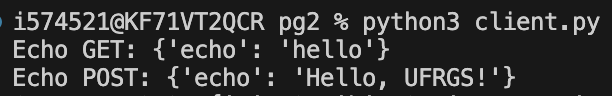 i574521@KF71VT2QCR pg2 % python3 client.py
Echo GET: {'echo': 'hello'}
Echo POST: {'echo': 'Hello, UFRGS!'}